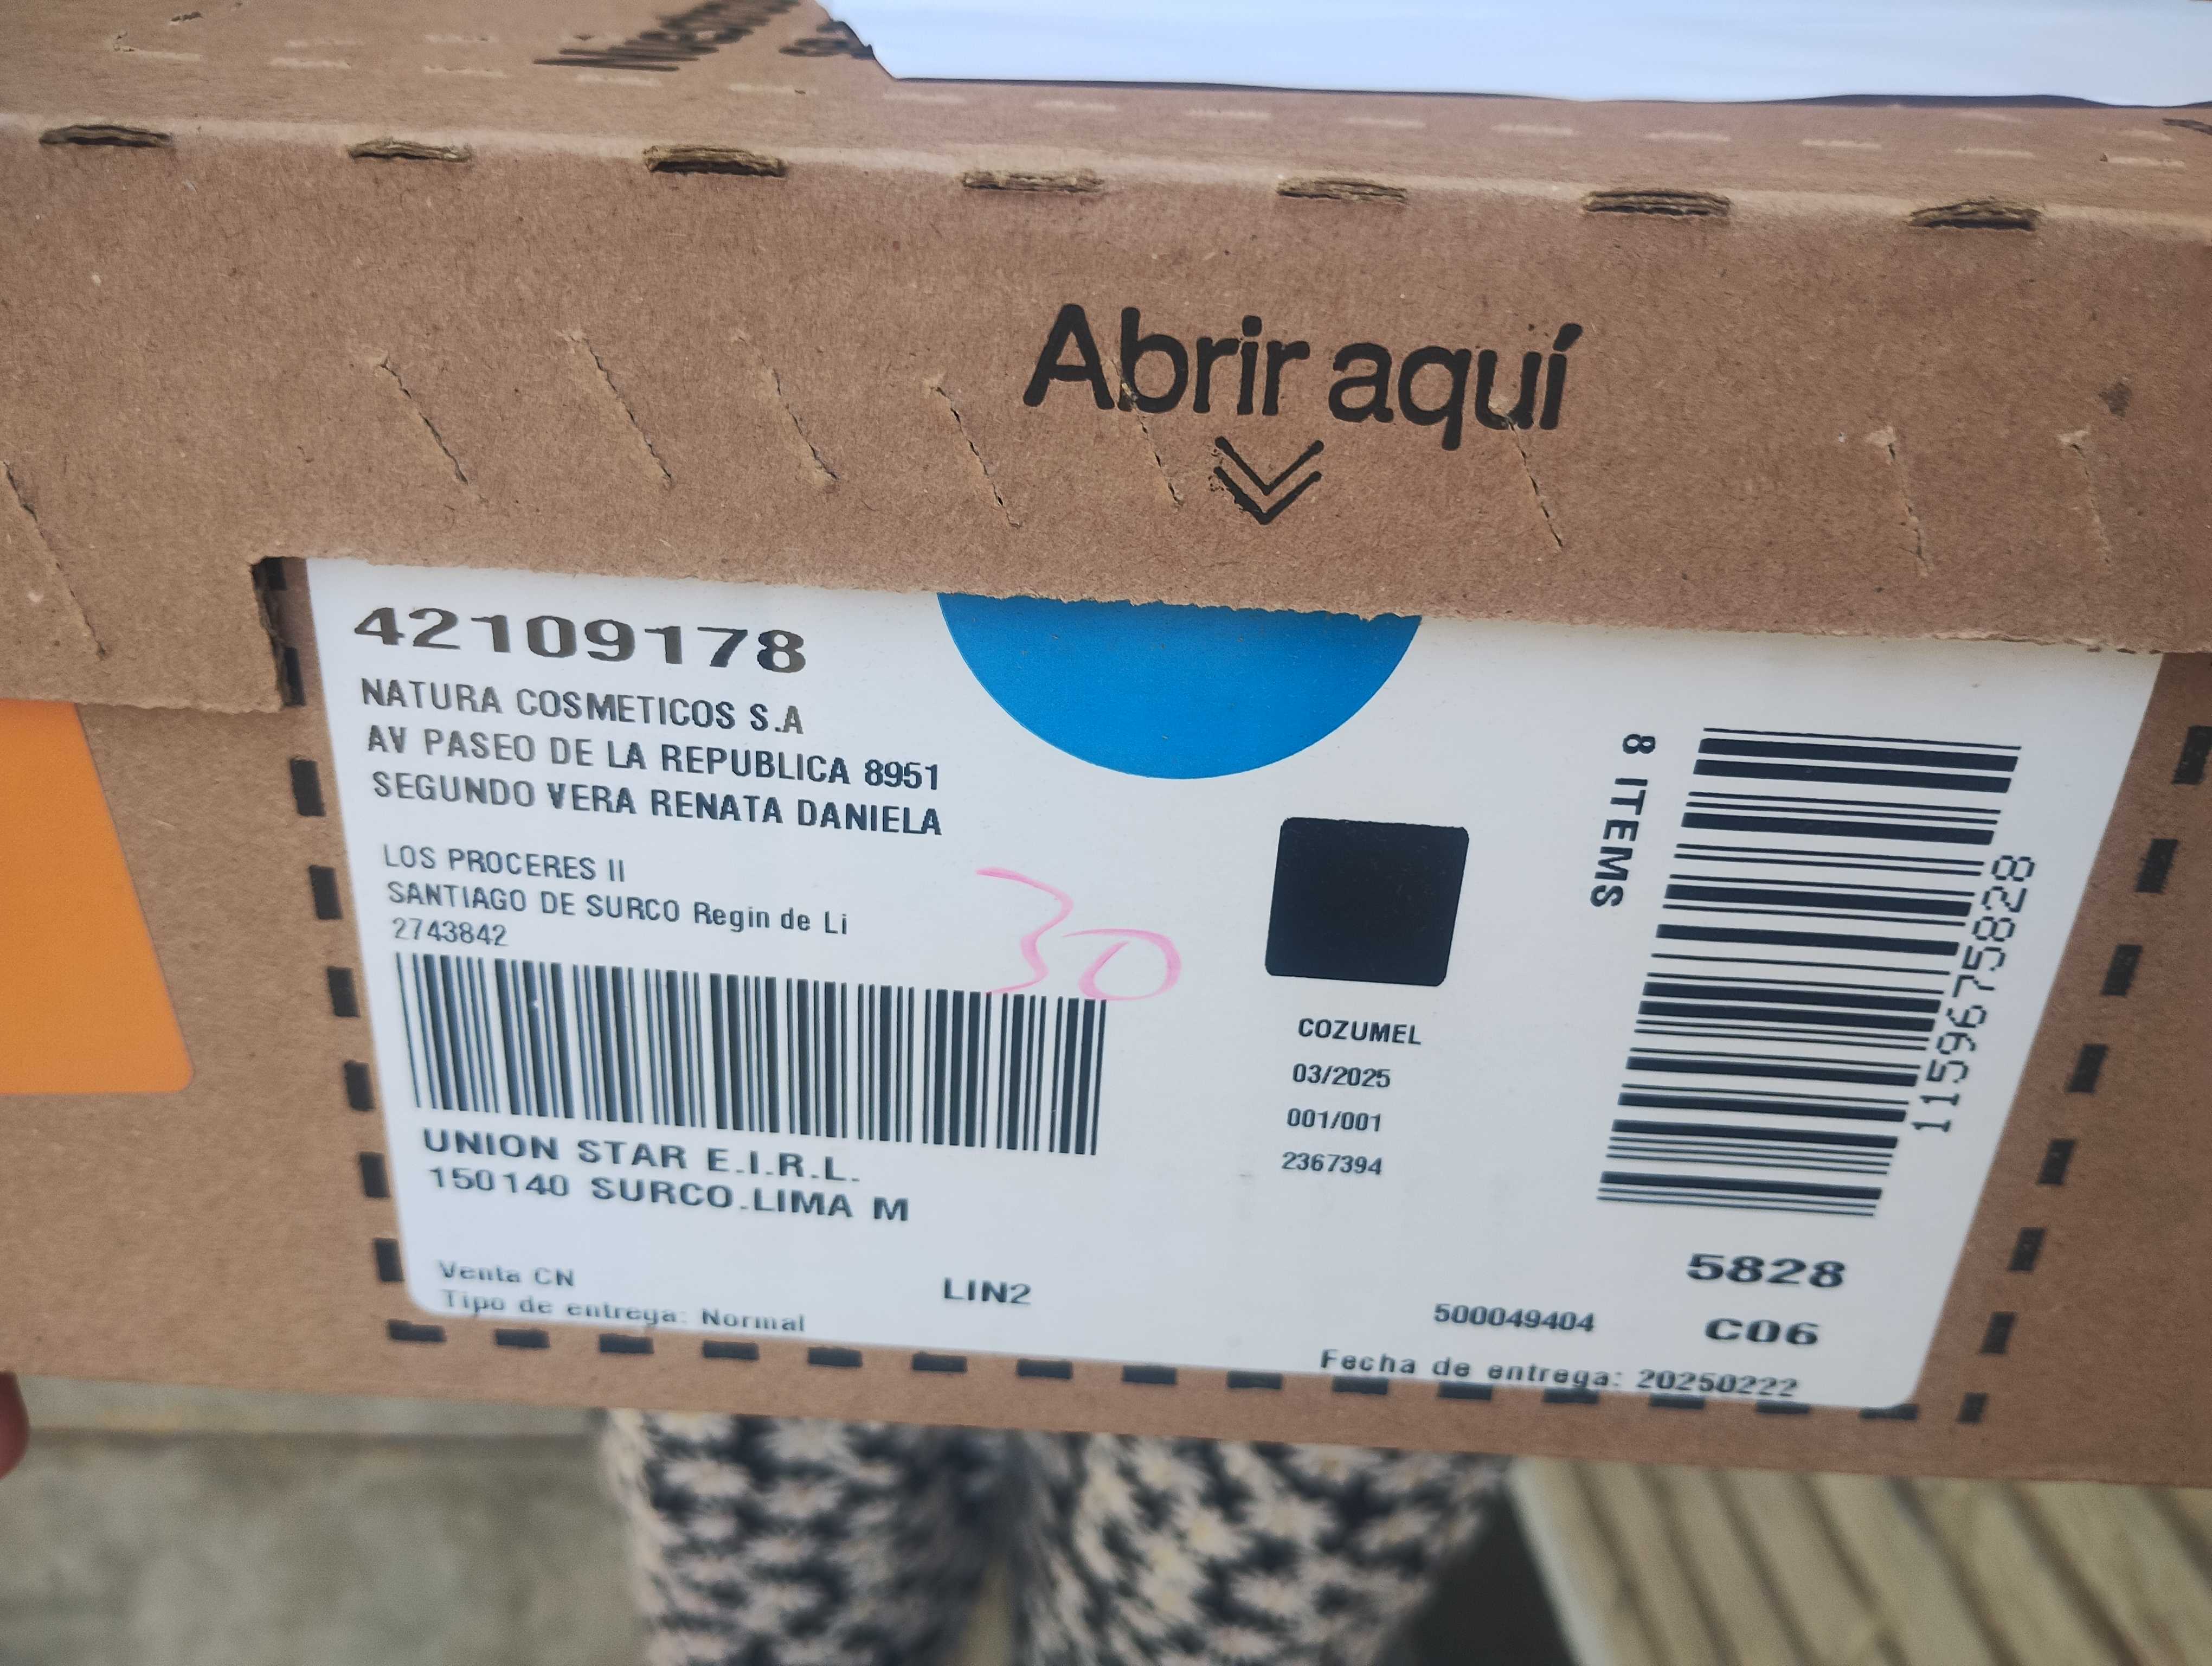 Abrir aquí
42109178
NATURA COSMETICOS S.A
AV PASEO DE LA REPUBLICA 8951
SEGUNDO VERA RENATA DANIELA
LOS PROCERES II
SANTIAGO DE SURCO Regin de Li
2743842
30
UNION STAR E.I.R.L.
150140 SURCO.LIMA M
Venta CN
Tipo de entrega: Normal
LIN2
COZUMEL
03/2025
001/001
2367394
8 ITEMS
1159675828
5828
500049404
C06
Fecha de entrega: 20250222